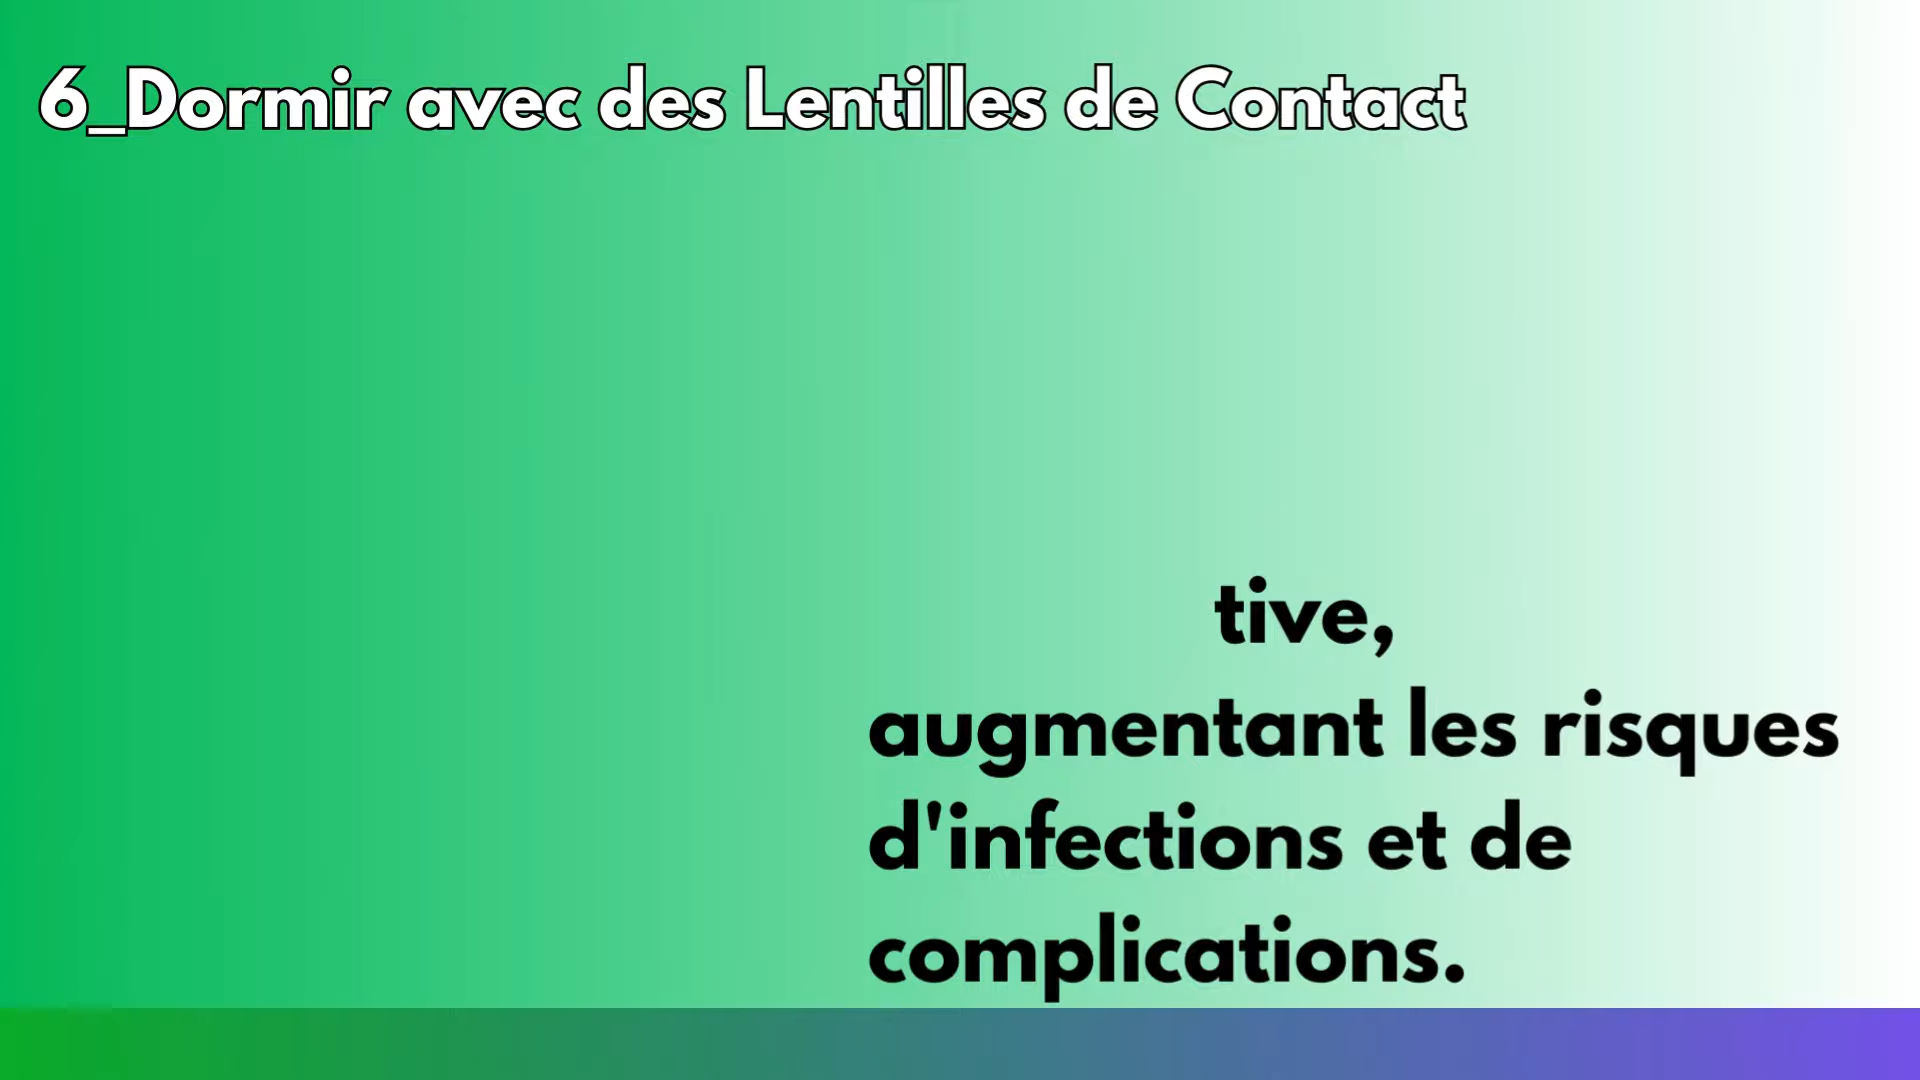 6_Dormir avec des Lentilles de Contact
tive,
augmentant les risques
d'infections et de
complications.